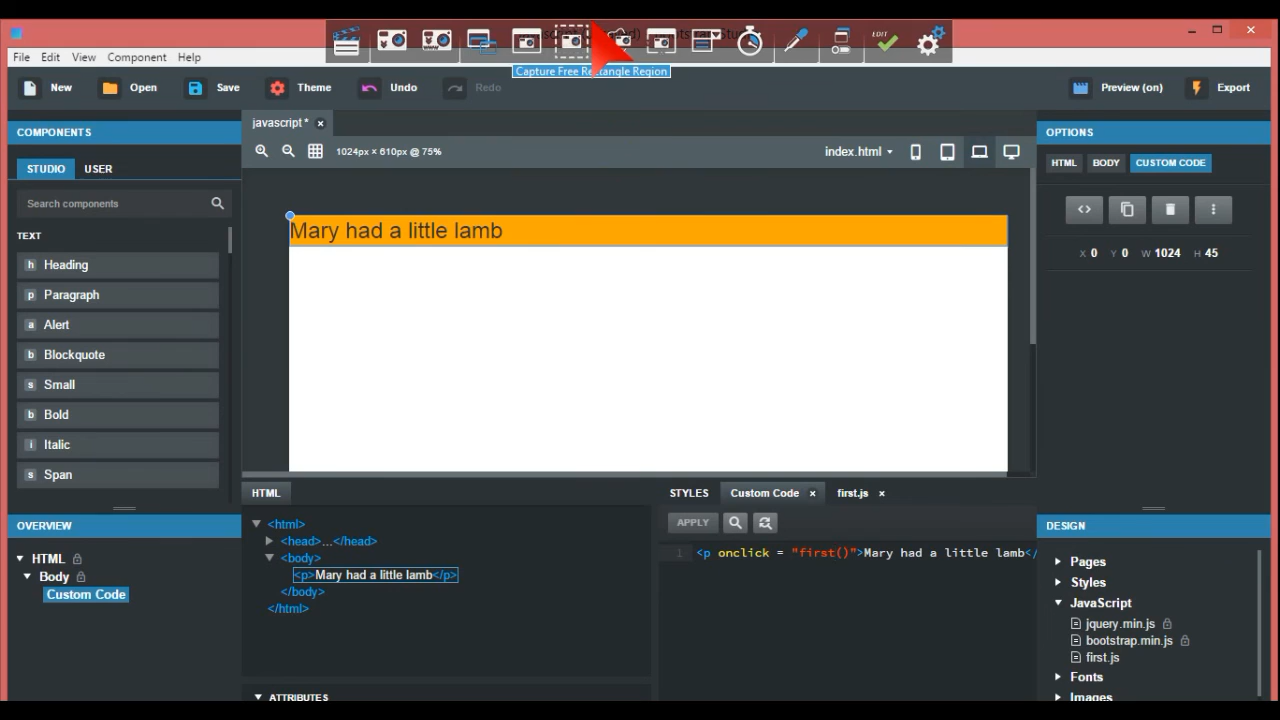 EDIT
Capture Free Rectangle Region
File Edit View Component Help
New Open Save Theme Undo Redo Preview (on) Export
COMPONENTS
STUDIO USER
Search components
TEXT
h Heading
p Paragraph
a Alert
b Blockquote
s Small
b Bold
s Italic
s Span
OVERVIEW
HTML
Body
Custom Code
javascript *
1024px × 610px @ 75%
index.html
Mary had a little lamb
HTML
<html>
<head>...</head>
<body>
<p>Mary had a little lamb</p>
</body>
</html>
ATTRIBUTES
STYLES Custom Code first.js
APPLY
1 <p onclick = "first()">Mary had a little lamb</
OPTIONS
HTML BODY CUSTOM CODE
X 0 Y 0 W 1024 H 45
DESIGN
Pages
Styles
JavaScript
jquery.min.js
bootstrap.min.js
first.js
Fonts
Images